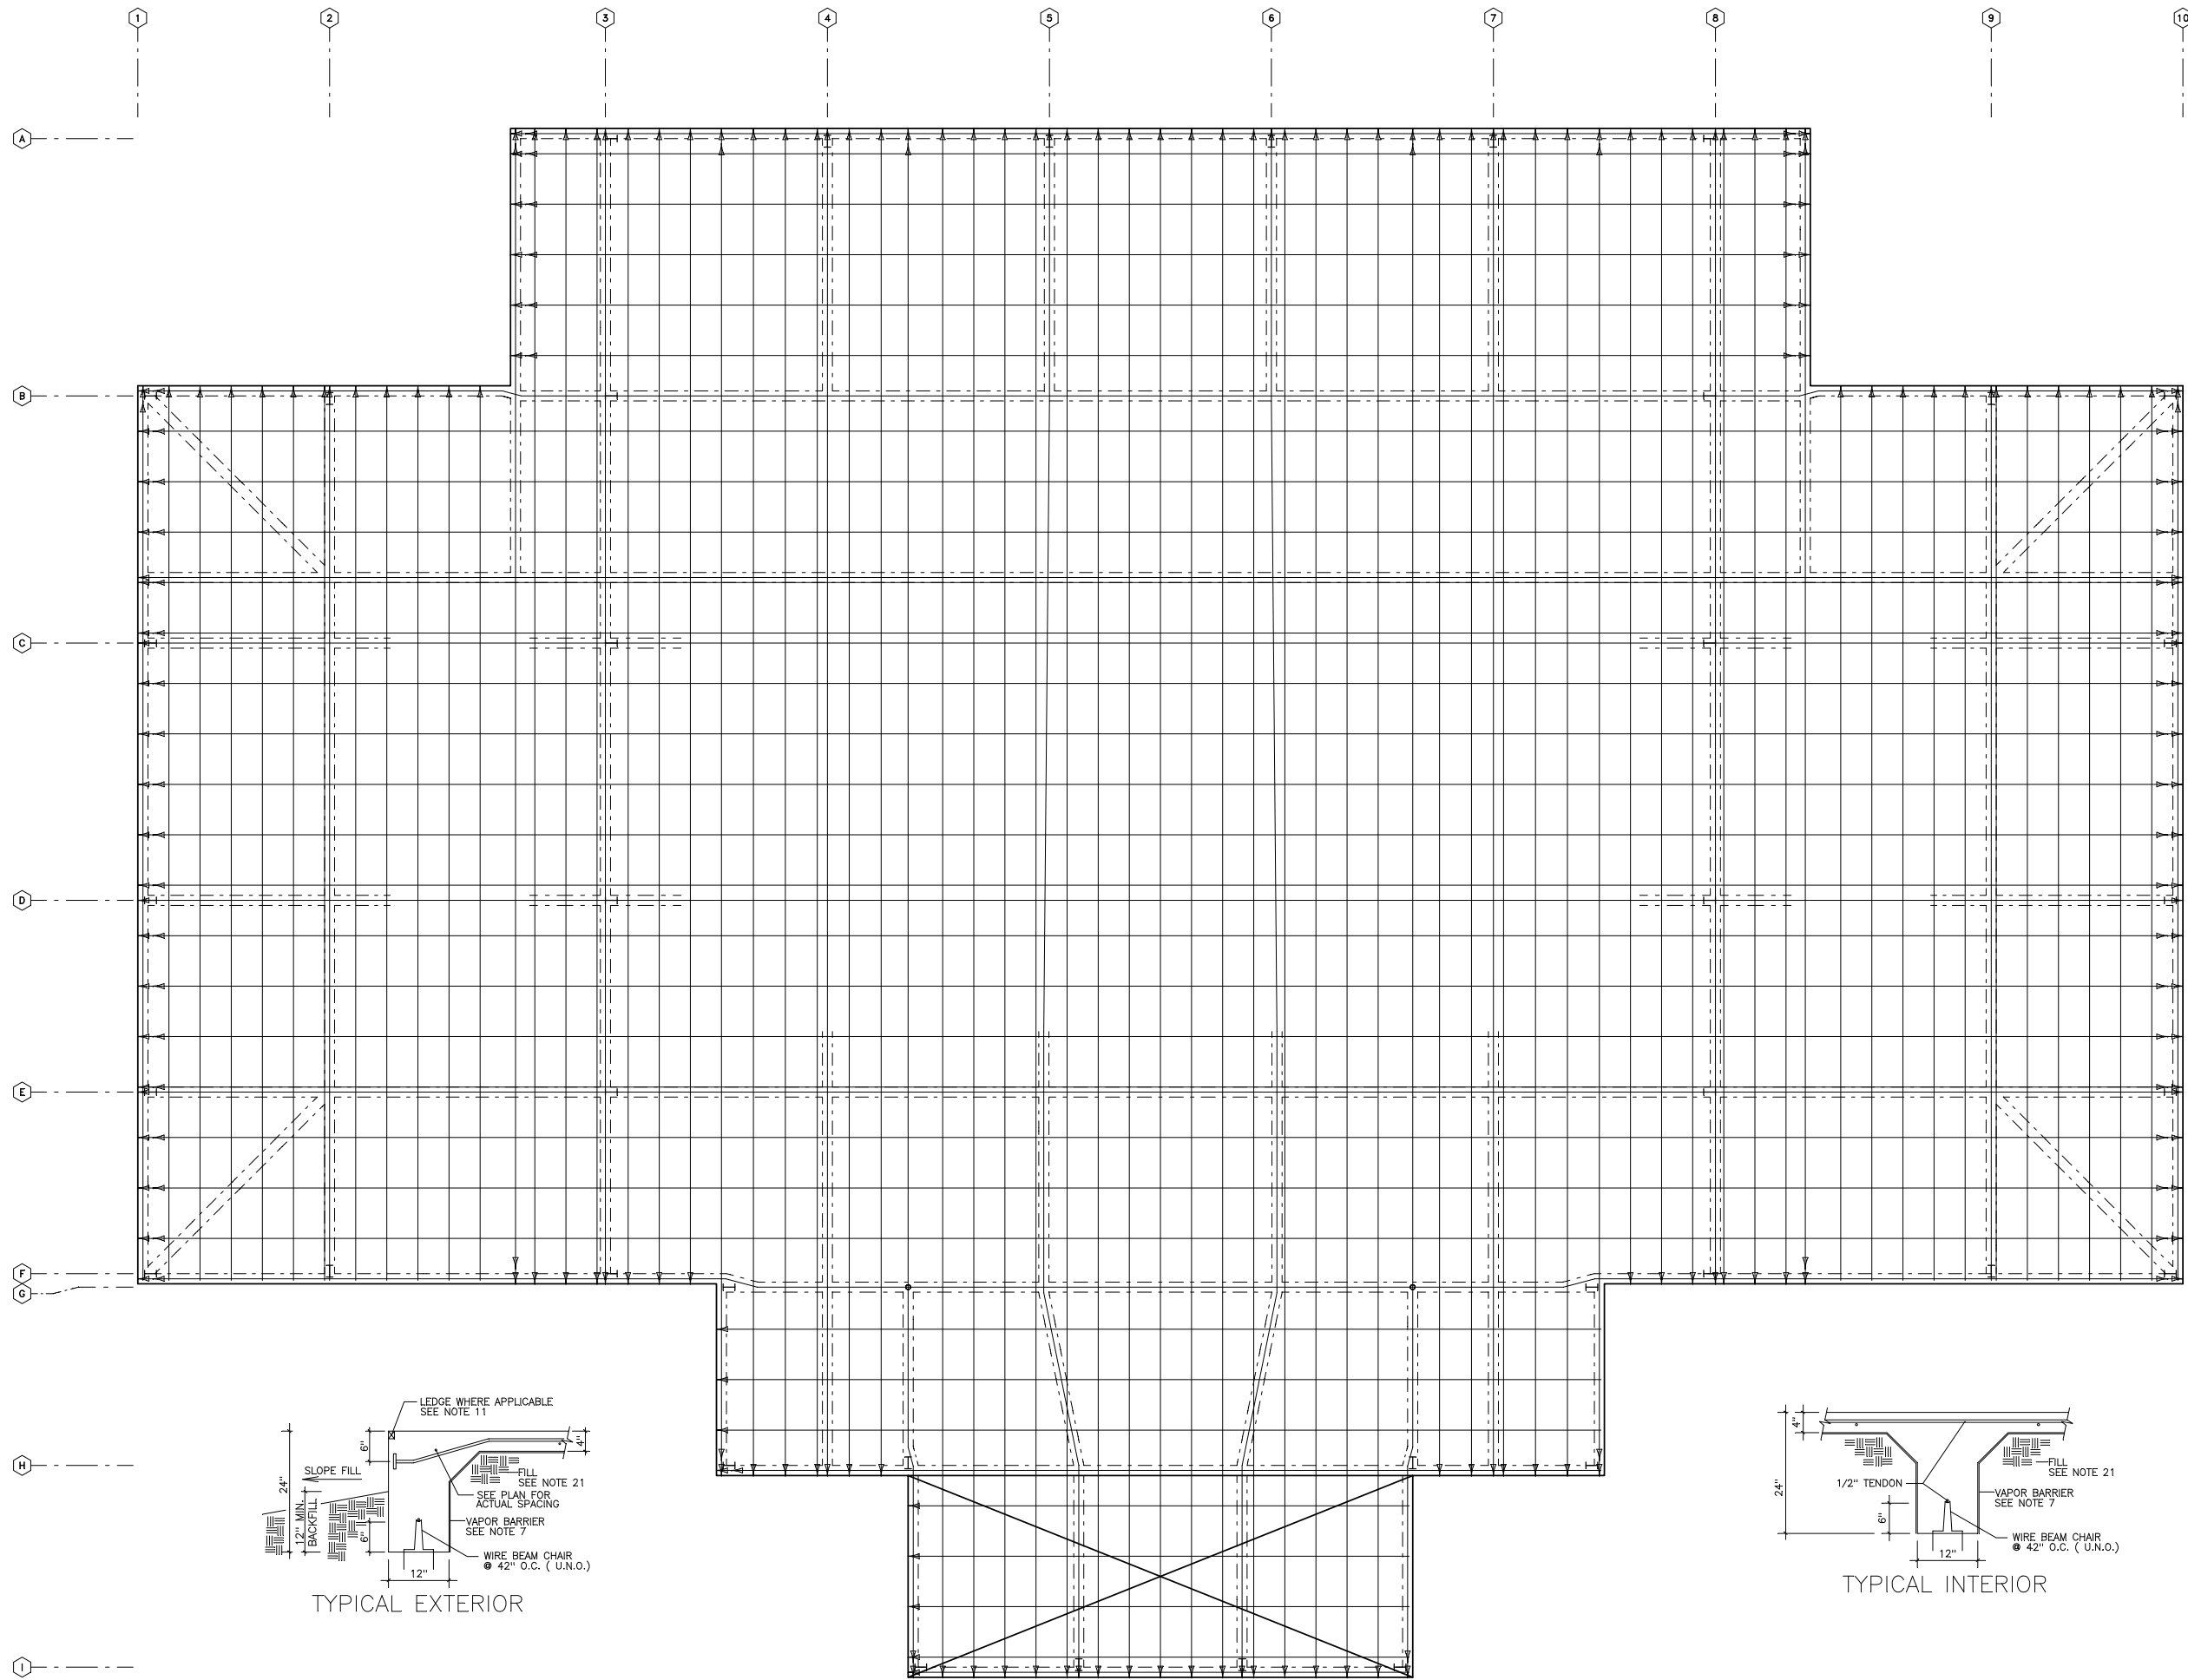 1 2 3 4 5 6 7 8 9 10
A
B
C
D
E
F
G
H
I
LEDGE WHERE APPLICABLE
SEE NOTE 11
6"
4"
24"
SLOPE FILL
FILL
SEE NOTE 21
SEE PLAN FOR
ACTUAL SPACING
12" MIN.
BACKFILL
6"
VAPOR BARRIER
SEE NOTE 7
WIRE BEAM CHAIR
@ 42" O.C. ( U.N.O.)
12"
TYPICAL EXTERIOR
4"
24"
FILL
SEE NOTE 21
1/2" TENDON
VAPOR BARRIER
SEE NOTE 7
6"
WIRE BEAM CHAIR
@ 42" O.C. ( U.N.O.)
12"
TYPICAL INTERIOR